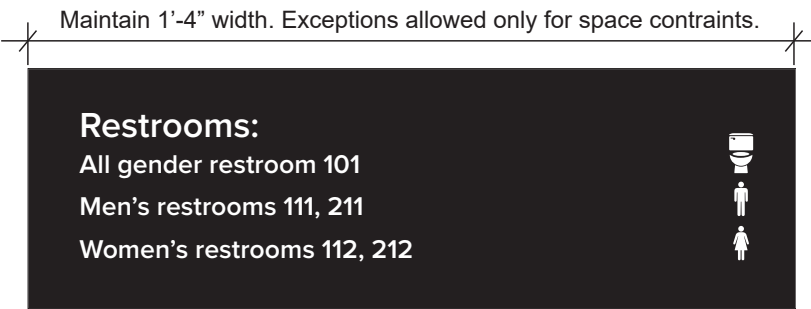 Maintain 1’-4” width. Exceptions allowed only for space contraints.
Restrooms:
All gender restroom 101
Men’s restrooms 111, 211
Women’s restrooms 112, 212